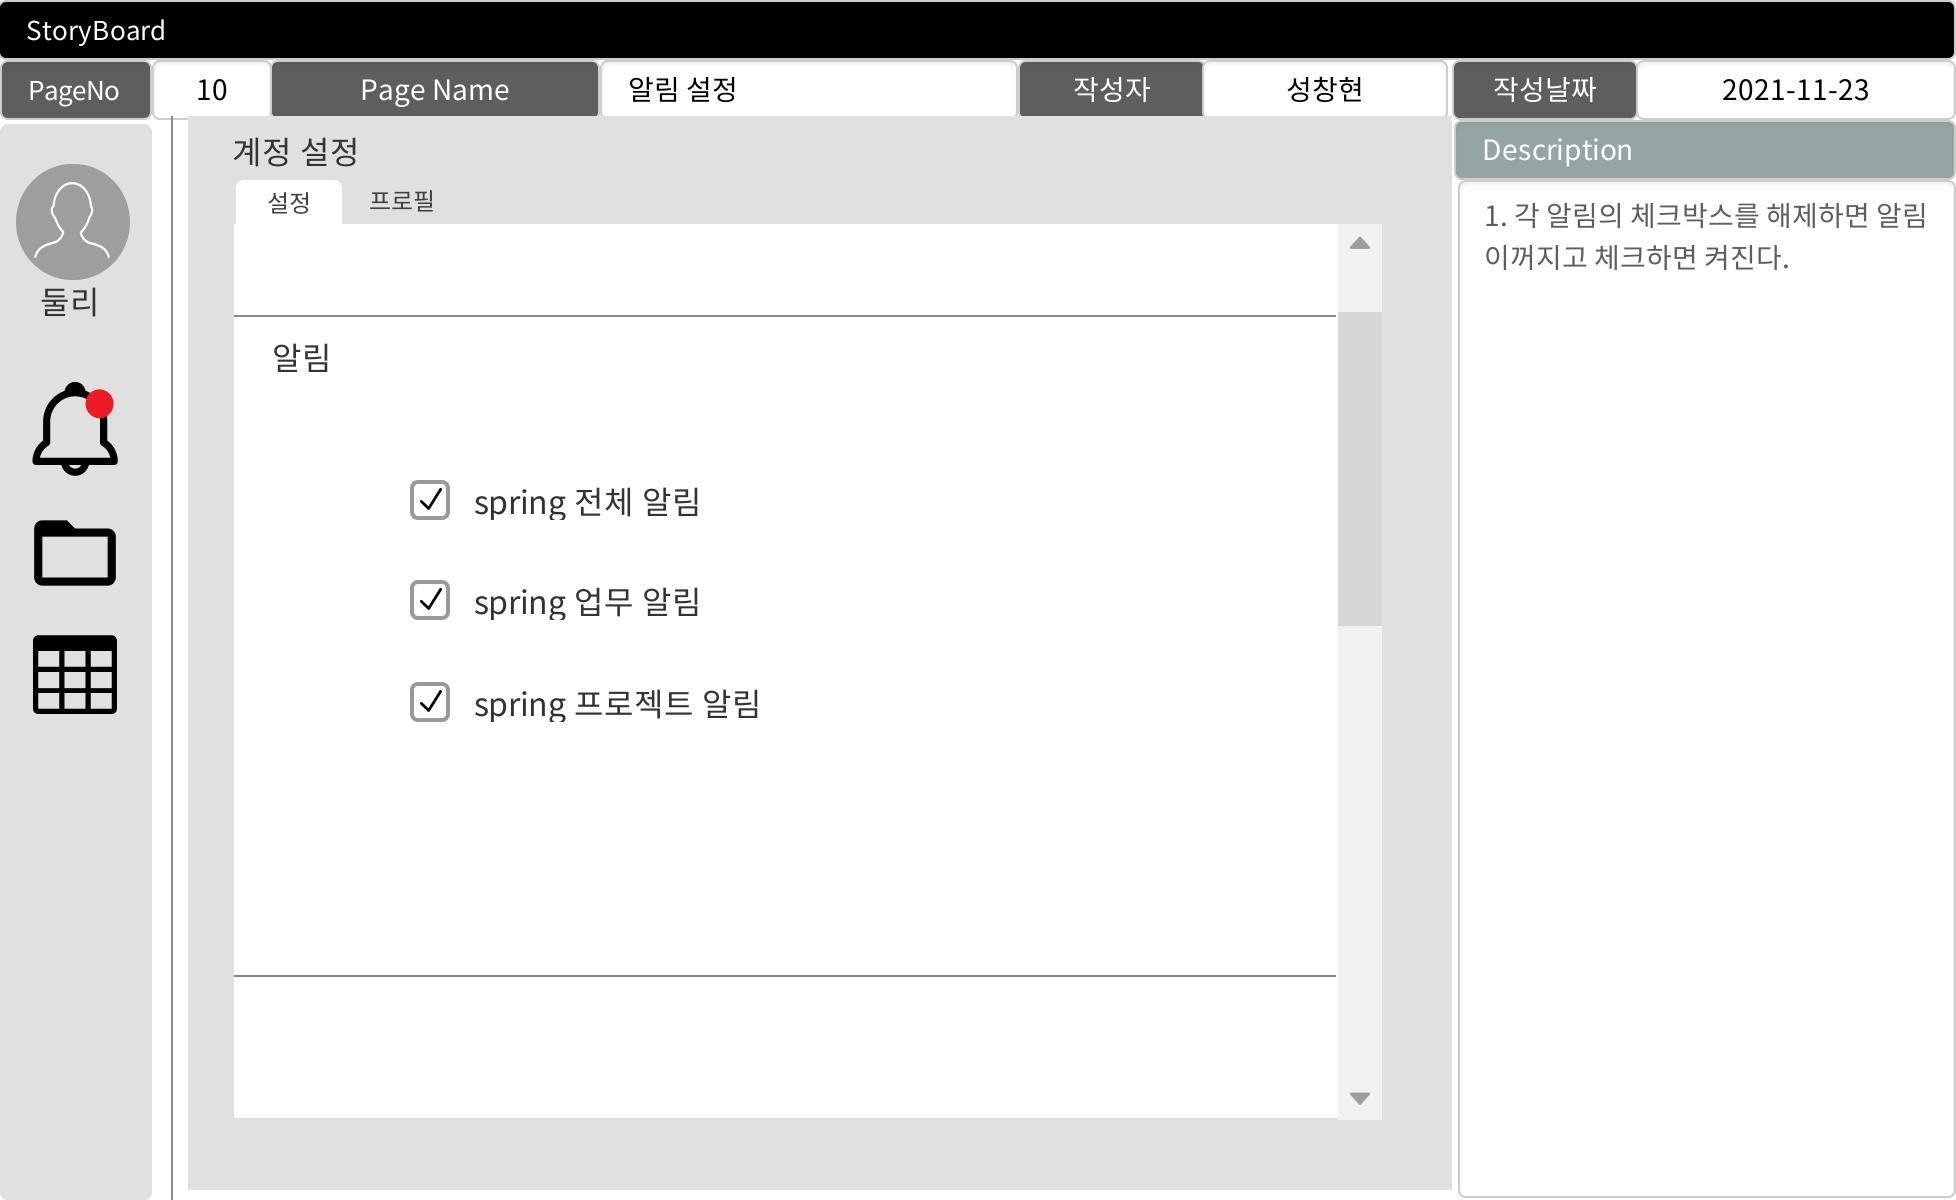 StoryBoard
PageNo 10 Page Name 알림 설정 작성자 성창현 작성날짜 2021-11-23
계정 설정
설정 프로필
둘리
알림
spring 전체 알림
spring 업무 알림
spring 프로젝트 알림
Description
1. 각 알림의 체크박스를 해제하면 알림
이꺼지고 체크하면 켜진다.